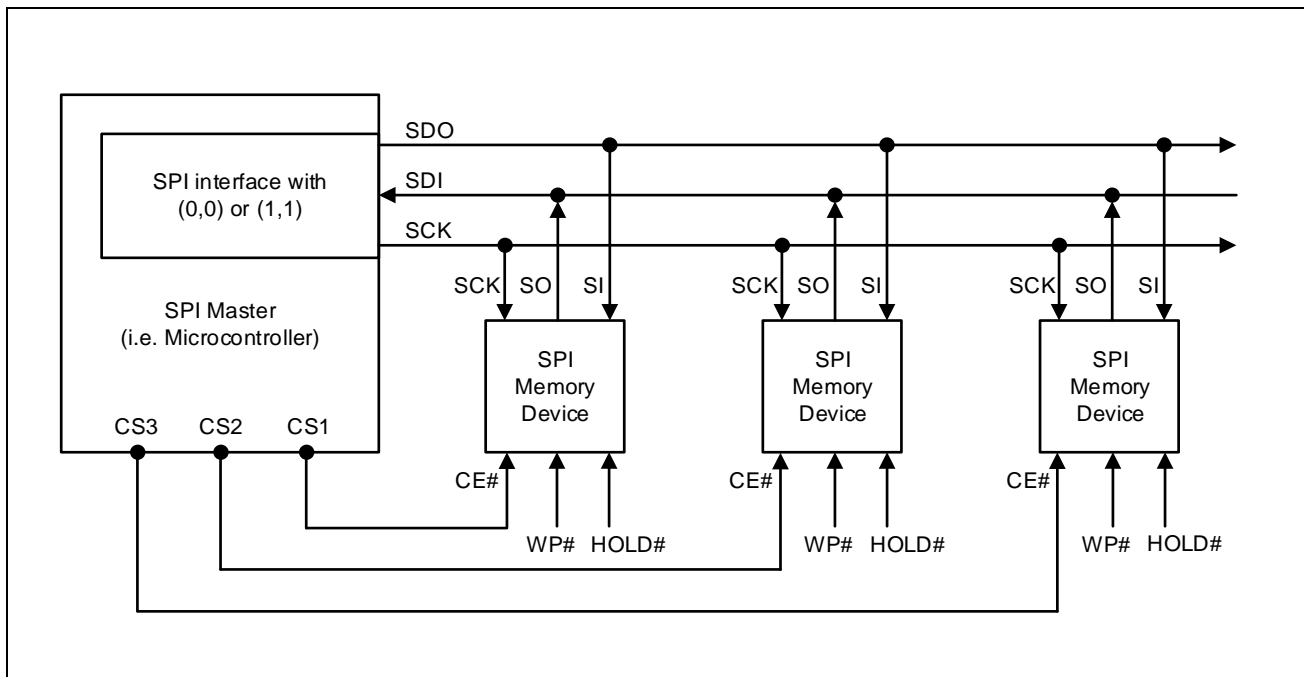 SDO
SDI
SPI interface with
(0,0) or (1,1)
SCK
SCK SO SI
SCK SO SI
SCK SO SI
SPI Master
(i.e. Microcontroller)
SPI
Memory
Device
SPI
Memory
Device
SPI
Memory
Device
CS3 CS2 CS1
CE#
CE#
CE#
WP# HOLD#
WP# HOLD#
WP# HOLD#